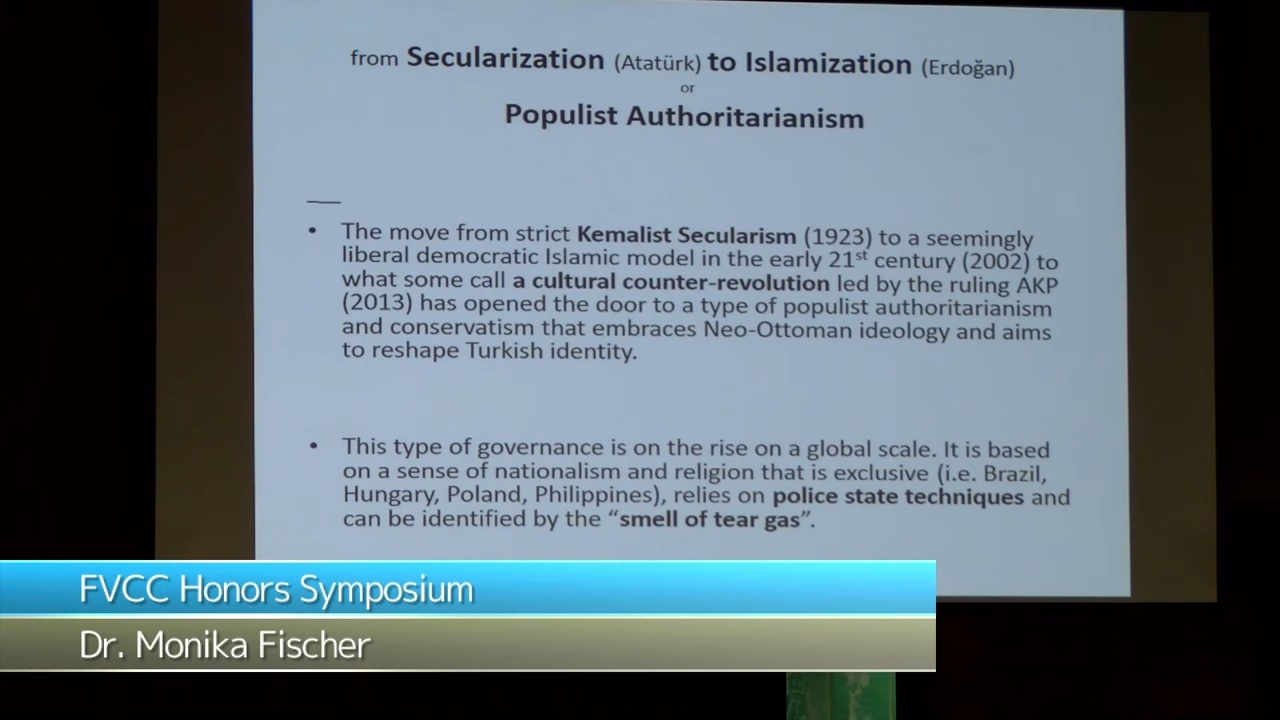 from Secularization (Atatürk) to Islamization (Erdoğan)
or
Populist Authoritarianism
• The move from strict Kemalist Secularism (1923) to a seemingly
liberal democratic Islamic model in the early 21st century (2002) to
what some call a cultural counter-revolution led by the ruling AKP
(2013) has opened the door to a type of populist authoritarianism
and conservatism that embraces Neo-Ottoman ideology and aims
to reshape Turkish identity.
• This type of governance is on the rise on a global scale. It is based
on a sense of nationalism and religion that is exclusive (i.e. Brazil,
Hungary, Poland, Philippines), relies on police state techniques and
can be identified by the “smell of tear gas”.
FVCC Honors Symposium
Dr. Monika Fischer